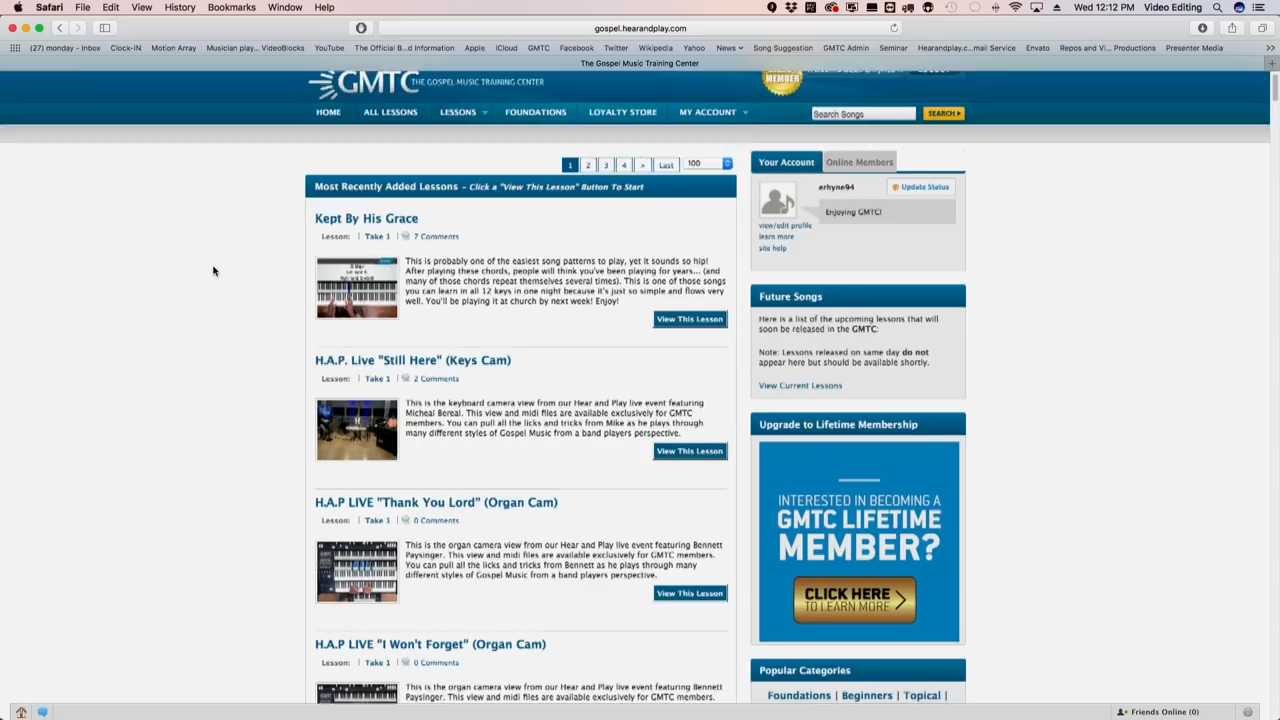 Safari File Edit View History Bookmarks Window Help
Wed 12:12 PM Video Editing
gospel.hearandplay.com
(27) monday - Inbox Clock-IN Motion Array Musician play... VideoBlocks YouTube The Official B...d Information Apple iCloud GMTC Facebook Twitter Wikipedia Yahoo News Song Suggestion GMTC Admin Seminar Hearandplay.c...mail Service Envato Repos and Vi... Productions Presenter Media >>
The Gospel Music Training Center
GMTC THE GOSPEL MUSIC TRAINING CENTER
MEMBER
HOME ALL LESSONS LESSONS FOUNDATIONS LOYALTY STORE MY ACCOUNT
Search Songs SEARCH
1 2 3 4 > Last 100
Most Recently Added Lessons - Click a "View This Lesson" Button To Start
Kept By His Grace
Lesson: | Take 1 | 7 Comments
This is probably one of the easiest song patterns to play, yet it sounds so hip!
After playing these chords, people will think you've been playing for years... (and
many of those chords repeat themselves several times). This is one of those songs
you can learn in all 12 keys in one night because it's just so simple and flows very
well. You'll be playing it at church by next week! Enjoy!
View This Lesson
H.A.P. Live "Still Here" (Keys Cam)
Lesson: | Take 1 | 2 Comments
This is the keyboard camera view from our Hear and Play live event featuring
Micheal Bereal. This view and midi files are available exclusively for GMTC
members. You can pull all the licks and tricks from Mike as he plays through
many different styles of Gospel Music from a band players perspective.
View This Lesson
H.A.P LIVE "Thank You Lord" (Organ Cam)
Lesson: | Take 1 | 0 Comments
This is the organ camera view from our Hear and Play live event featuring Bennett
Paysinger. This view and midi files are available exclusively for GMTC members.
You can pull all the licks and tricks from Bennett as he plays through many
different styles of Gospel Music from a band players perspective.
View This Lesson
H.A.P LIVE "I Won't Forget" (Organ Cam)
Lesson: | Take 1 | 0 Comments
This is the organ camera view from our Hear and Play live event featuring Bennett
Paysinger. This view and midi files are available exclusively for GMTC members.
Your Account Online Members
erhyne94 Update Status
Enjoying GMTC!
view/edit profile
learn more
site help
Future Songs
Here is a list of the upcoming lessons that will
soon be released in the GMTC:
Note: Lessons released on same day do not
appear here but should be available shortly.
View Current Lessons
Upgrade to Lifetime Membership
INTERESTED IN BECOMING A
GMTC LIFETIME
MEMBER?
CLICK HERE
TO LEARN MORE
Popular Categories
Foundations | Beginners | Topical |
Friends Online (0)